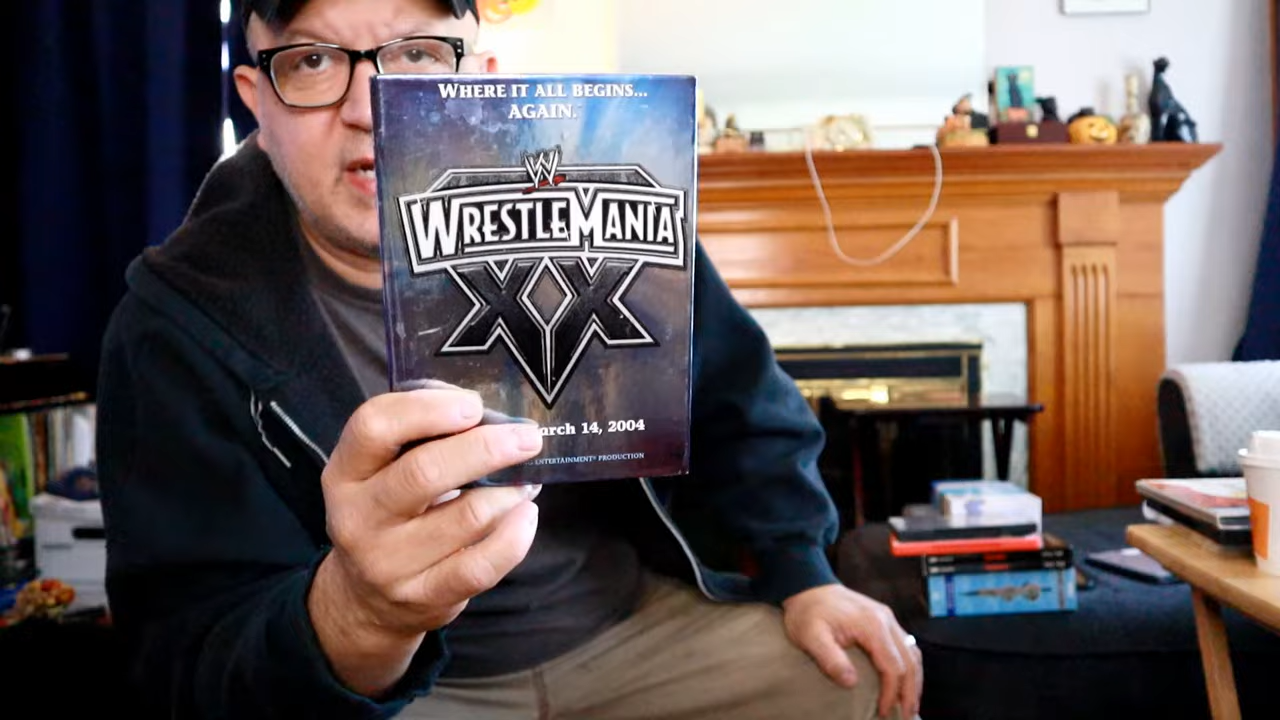 WHERE IT ALL BEGINS...
AGAIN.
W
WRESTLEMANIA
XX
arch 14, 2004
ENTERTAINMENT® PRODUCTION